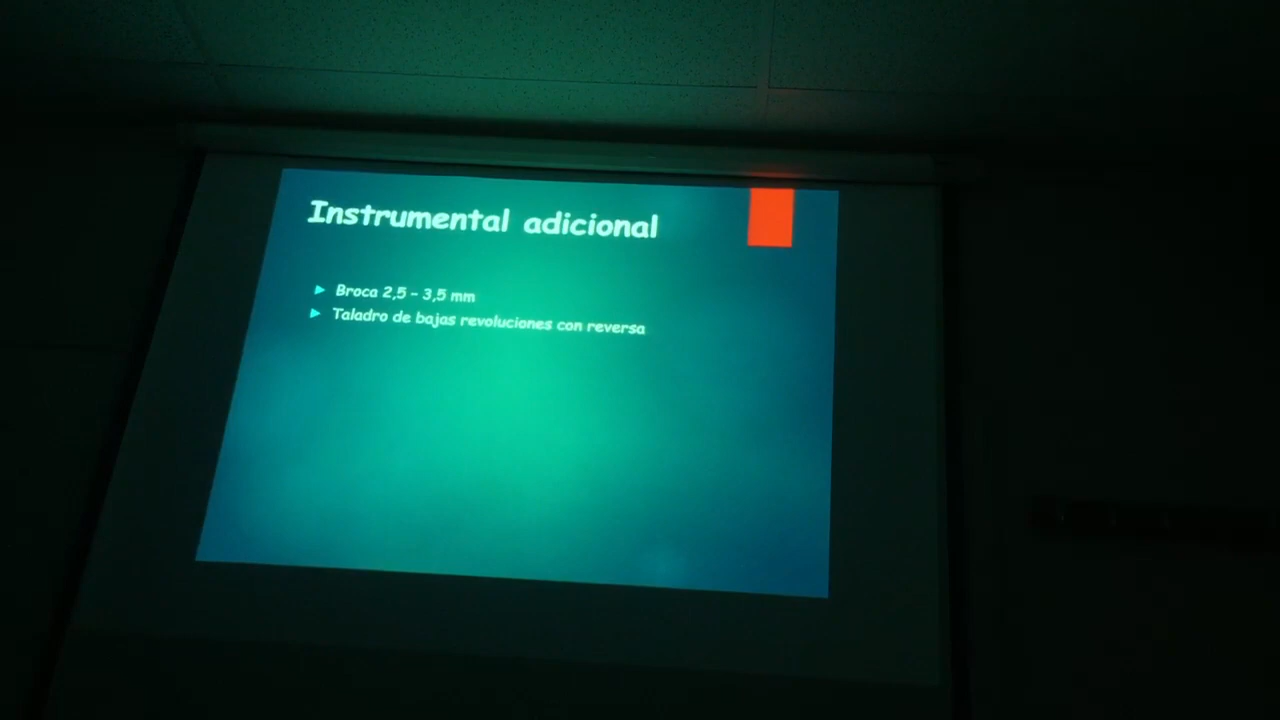 Instrumental adicional
Broca 2,5 – 3,5 mm
Taladro de bajas revoluciones con reversa